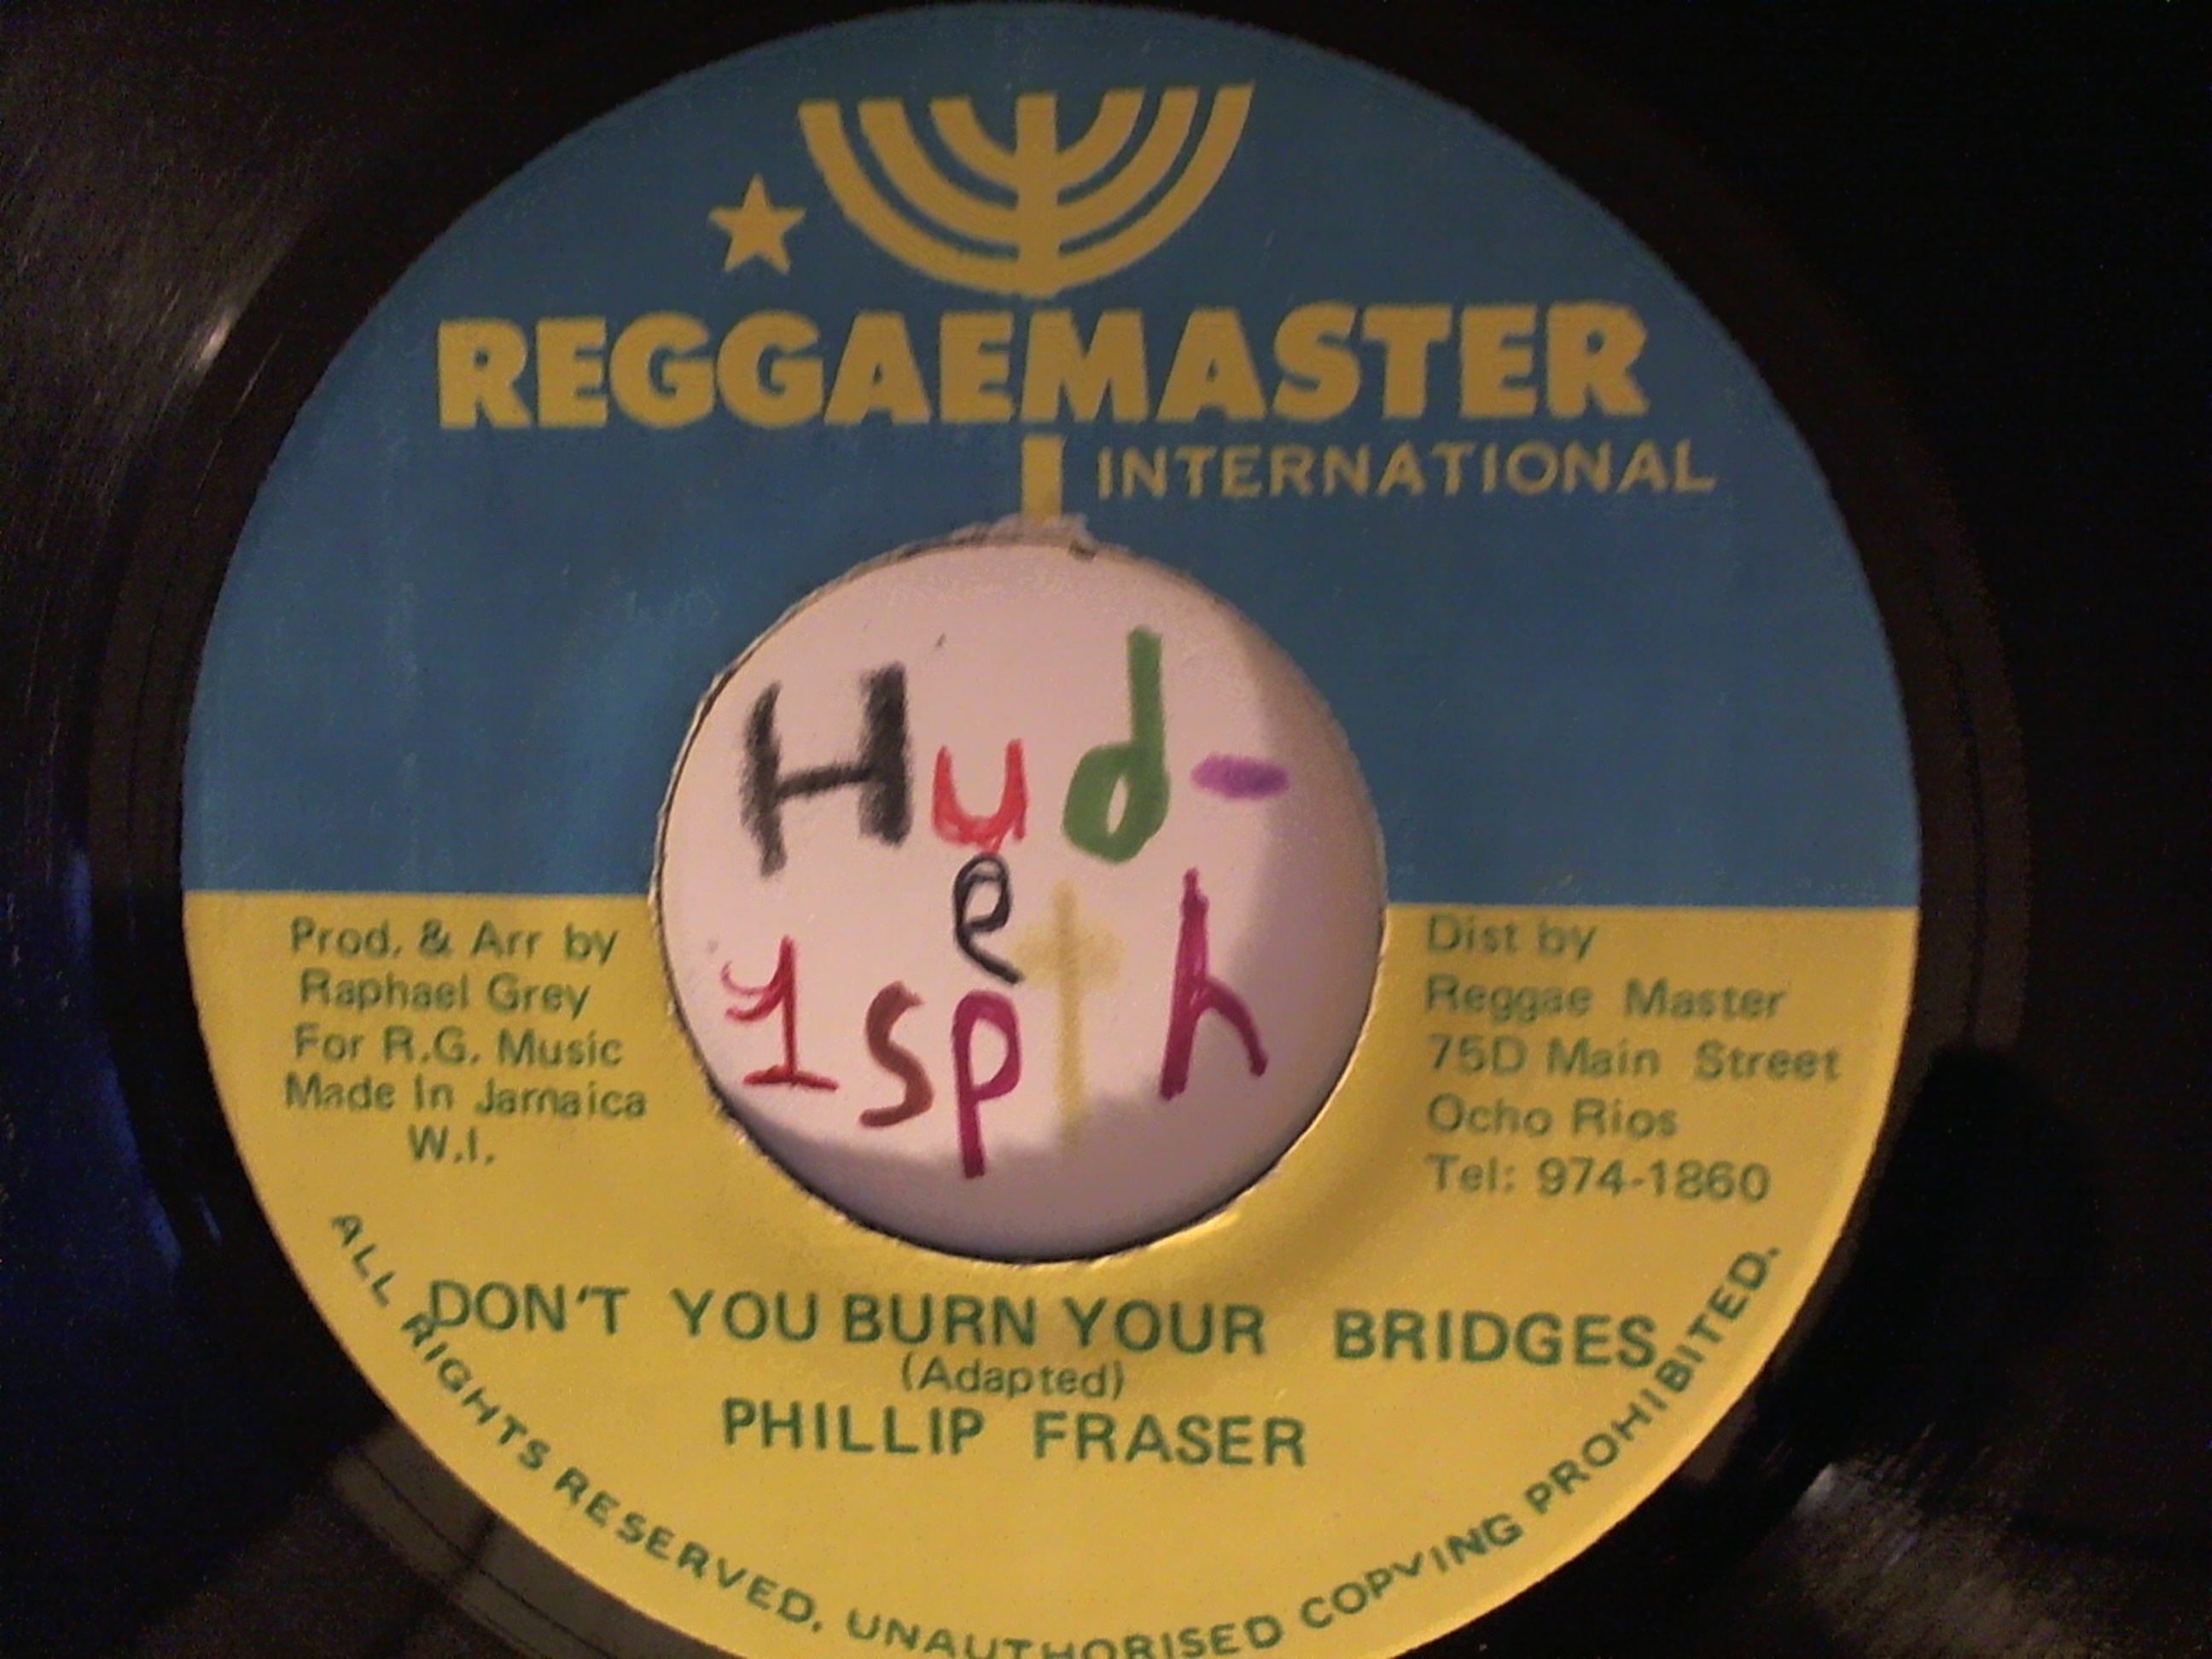 REGGAEMASTER
INTERNATIONAL
Hud-
e
1spth
Prod. & Arr by
Raphael Grey
For R.G. Music
Made In Jamaica
W.I.
Dist by
Reggae Master
75D Main Street
Ocho Rios
Tel: 974-1860
DON'T YOU BURN YOUR BRIDGES
(Adapted)
PHILLIP FRASER
ALL RIGHTS RESERVED. UNAUTHORISED COPYING PROHIBITED.